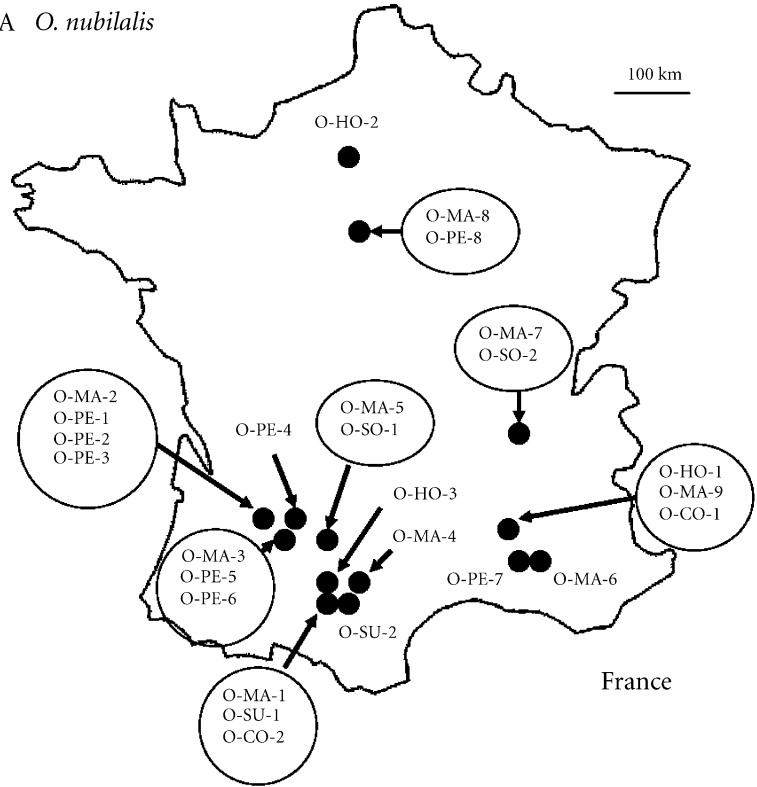 A O. nubilalis
100 km
O-HO-2
O-MA-8
O-PE-8
O-MA-7
O-SO-2
O-MA-2
O-PE-1
O-PE-2
O-PE-3
O-PE-4
O-MA-5
O-SO-1
O-HO-3
O-MA-4
O-HO-1
O-MA-9
O-CO-1
O-MA-3
O-PE-5
O-PE-6
O-PE-7
O-MA-6
O-SU-2
O-MA-1
O-SU-1
O-CO-2
France